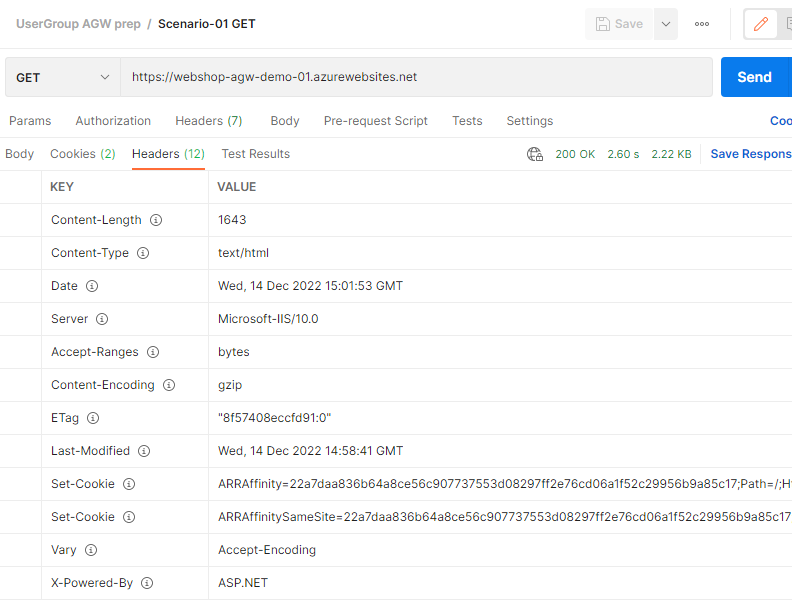 UserGroup AGW prep / Scenario-01 GET
Save
GET https://webshop-agw-demo-01.azurewebsites.net Send
Params Authorization Headers (7) Body Pre-request Script Tests Settings Coo
Body Cookies (2) Headers (12) Test Results 200 OK 2.60 s 2.22 KB Save Respons
KEY VALUE
Content-Length 1643
Content-Type text/html
Date Wed, 14 Dec 2022 15:01:53 GMT
Server Microsoft-IIS/10.0
Accept-Ranges bytes
Content-Encoding gzip
ETag "8f57408eccfd91:0"
Last-Modified Wed, 14 Dec 2022 14:58:41 GMT
Set-Cookie ARRAffinity=22a7daa836b64a8ce56c907737553d08297ff2e76cd06a1f52c29956b9a85c17;Path=/;H
Set-Cookie ARRAffinitySameSite=22a7daa836b64a8ce56c907737553d08297ff2e76cd06a1f52c29956b9a85c17
Vary Accept-Encoding
X-Powered-By ASP.NET